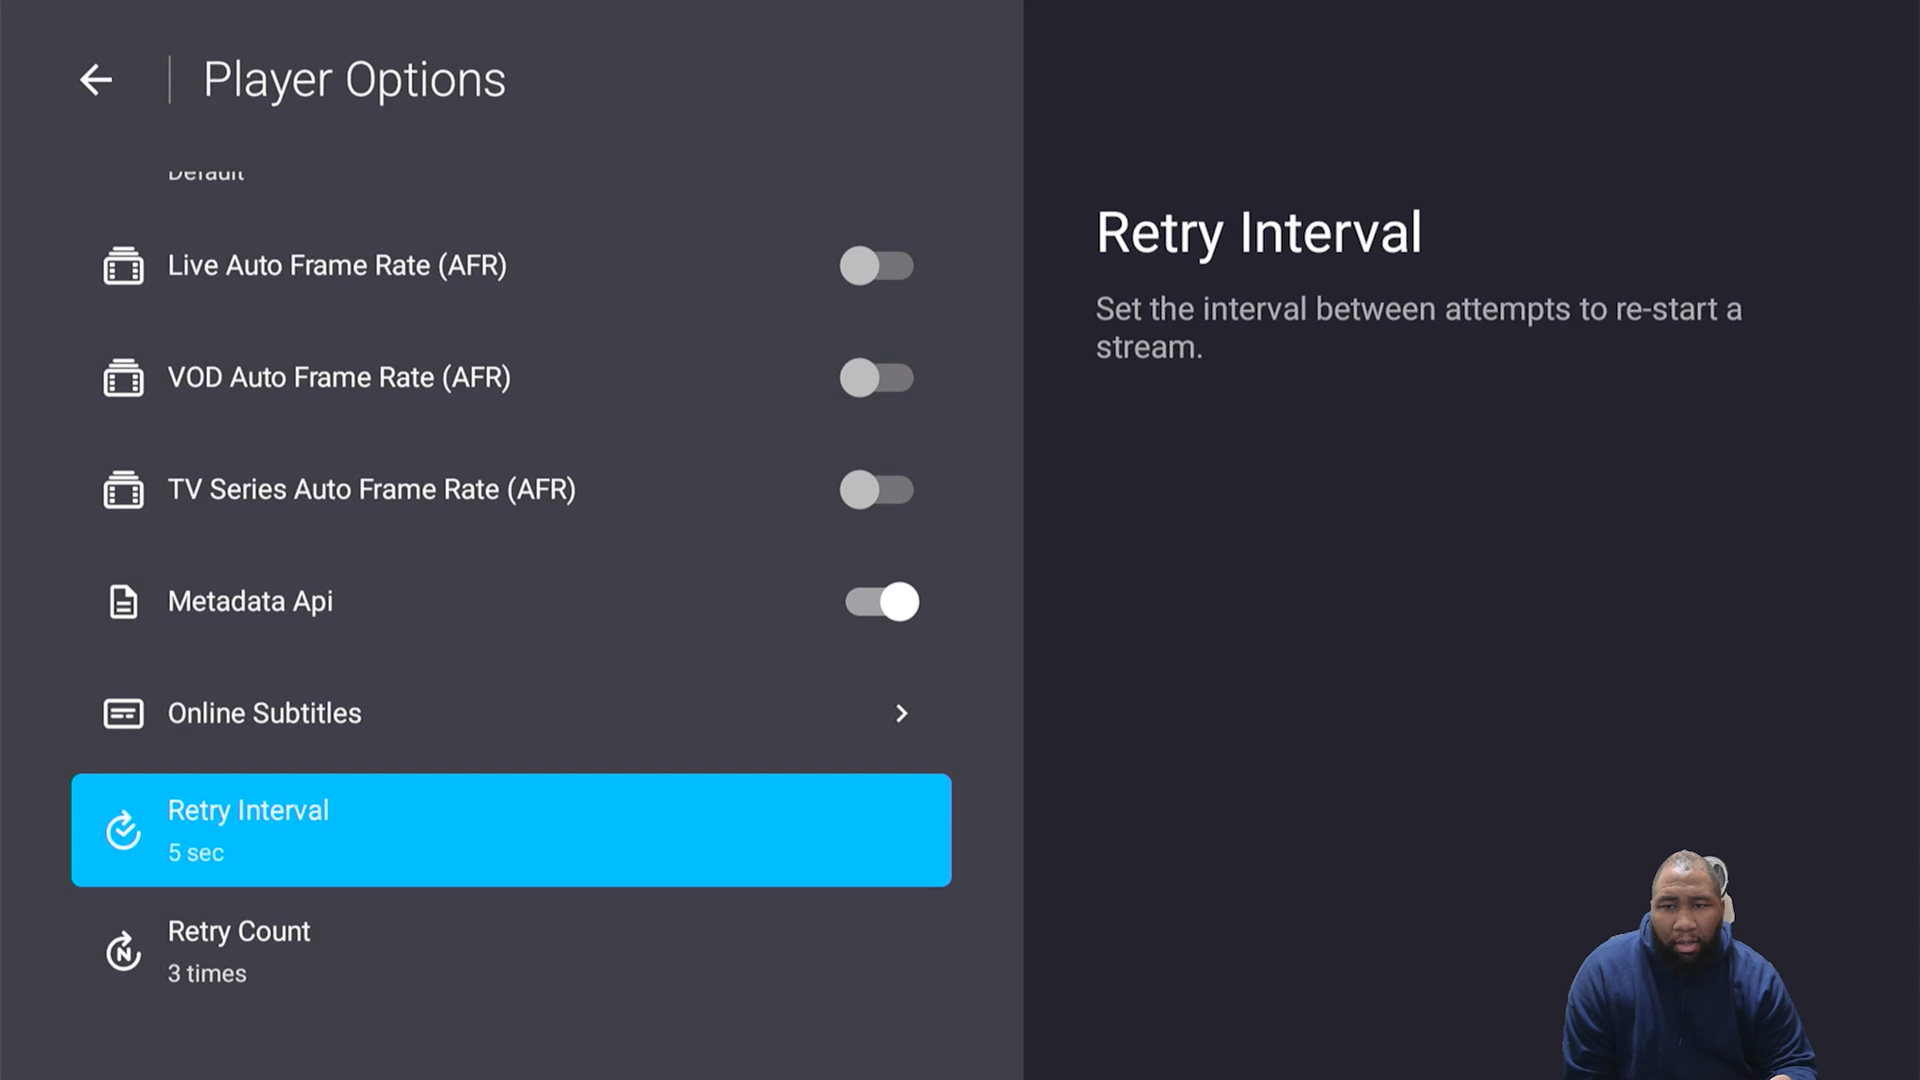 Player Options
Default
Live Auto Frame Rate (AFR)
VOD Auto Frame Rate (AFR)
TV Series Auto Frame Rate (AFR)
Metadata Api
Online Subtitles
Retry Interval
5 sec
Retry Count
3 times
Retry Interval
Set the interval between attempts to re-start a
stream.